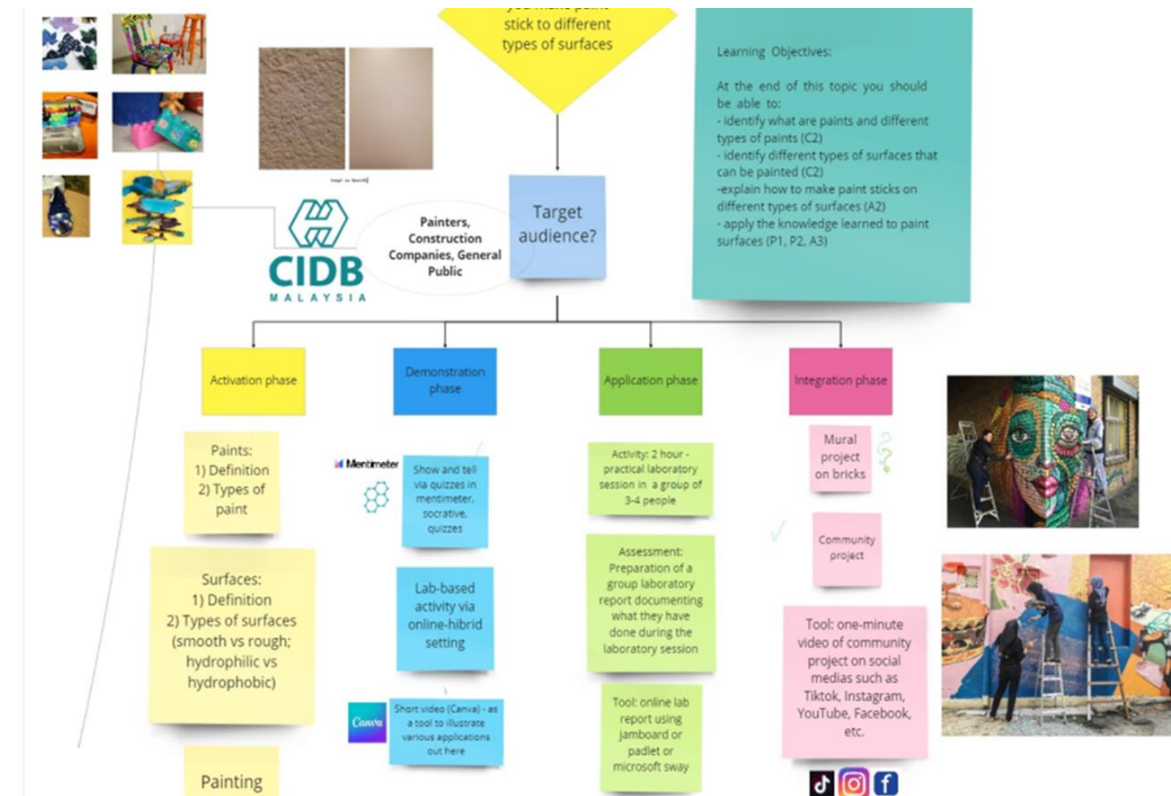 stick to different
types of surfaces
Learning Objectives:
At the end of this topic you should
be able to:
- identify what are paints and different
types of paints (C2)
- identify different types of surfaces that
can be painted (C2)
-explain how to make paint sticks on
different types of surfaces (A2)
- apply the knowledge learned to paint
surfaces (P1, P2, A3)
CIDB
MALAYSIA
Painters,
Construction
Companies, General
Public
Target
audience?
Activation phase
Demonstration
phase
Application phase
Integration phase
Paints:
1) Definition
2) Types of
paint
Surfaces:
1) Definition
2) Types of surfaces
(smooth vs rough;
hydrophilic vs
hydrophobic)
Painting
Mentimeter
Show and tell
via quizzes in
mentimeter,
socrative,
quizzes
Lab-based
activity via
online-hibrid
setting
Canva
Short video (Canva) - as
a tool to illustrate
various applications
out here
Activity: 2 hour -
practical laboratory
session in a group of
3-4 people
Assessment:
Preparation of a
group laboratory
report documenting
what they have
done during the
laboratory session
Tool: online lab
report using
jamboard or
padlet or
microsoft sway
Mural
project
on bricks
Community
project
Tool: one-minute
video of community
project on social
medias such as
Tiktok, Instagram,
YouTube, Facebook,
etc.